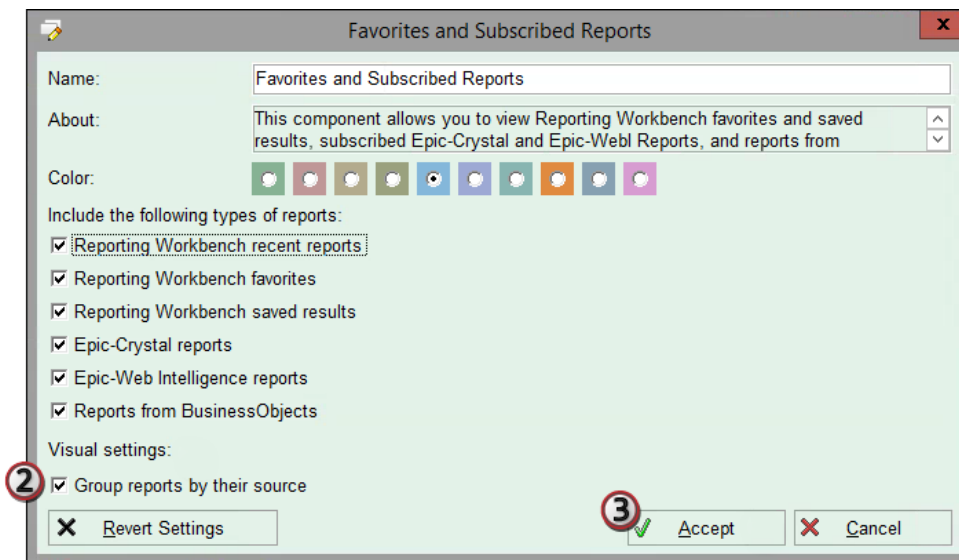 Favorites and Subscribed Reports
x
Name: Favorites and Subscribed Reports
About: This component allows you to view Reporting Workbench favorites and saved
results, subscribed Epic-Crystal and Epic-WebI Reports, and reports from
Color:
Include the following types of reports:
Reporting Workbench recent reports
Reporting Workbench favorites
Reporting Workbench saved results
Epic-Crystal reports
Epic-Web Intelligence reports
Reports from BusinessObjects
Visual settings:
2 Group reports by their source
Revert Settings 3 Accept Cancel